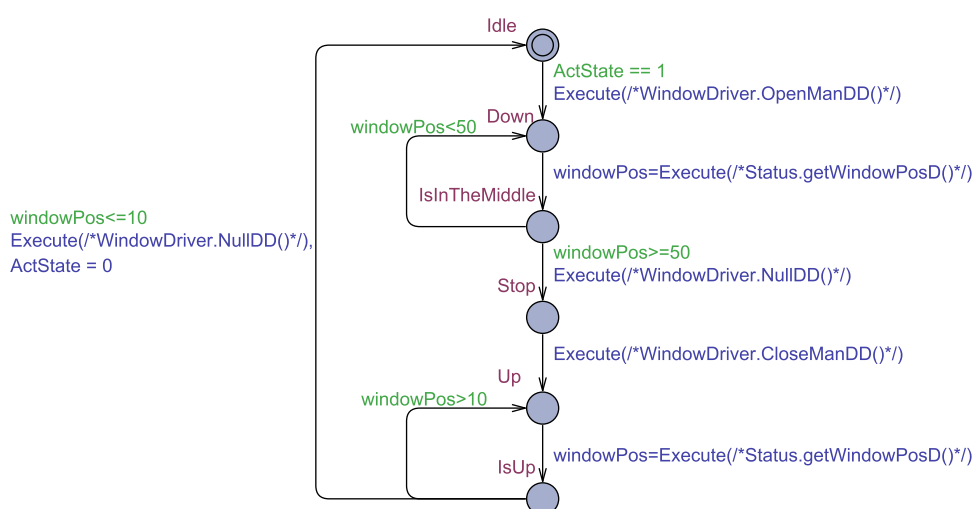 Idle
ActState == 1
Execute(/*WindowDriver.OpenManDD()*/)
Down
windowPos<50
windowPos=Execute(/*Status.getWindowPosD()*/)
IsInTheMiddle
windowPos<=10
Execute(/*WindowDriver.NullDD()*/),
ActState = 0
windowPos>=50
Execute(/*WindowDriver.NullDD()*/)
Stop
Execute(/*WindowDriver.CloseManDD()*/)
Up
windowPos>10
windowPos=Execute(/*Status.getWindowPosD()*/)
IsUp